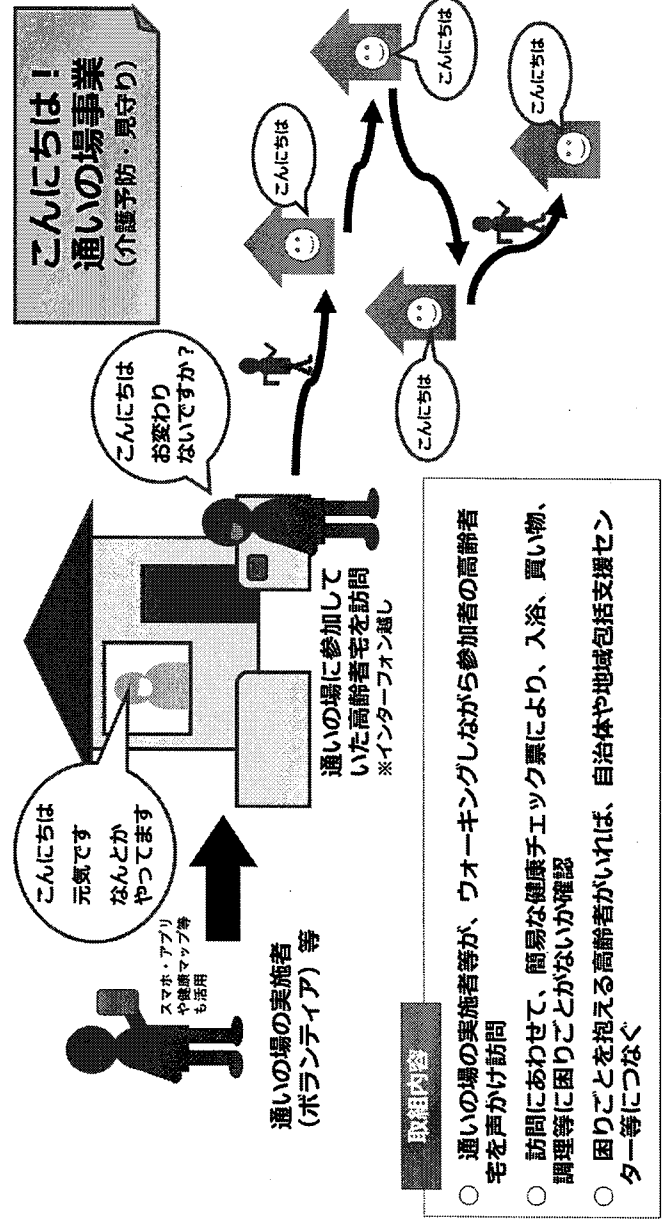 こんにちは！
通いの場事業
（介護予防・見守り）
こんにちは
元気です
なんとか
やってます
こんにちは
お変わり
ないですか？
スマホ・アプリ
や健康マップ等
も活用
通いの場の実施者
（ボランティア）等
通いの場に参加して
いた高齢者宅を訪問
※インターフォン越し
こんにちは
こんにちは
こんにちは
こんにちは
取組内容
○ 通いの場の実施者等が、ウォーキングしながら参加者の高齢者
宅を声かけ訪問
○ 訪問にあわせて、簡易な健康チェック票により、入浴、買い物、
調理等に困りごとがないか確認
○ 困りごとを抱える高齢者がいれば、自治体や地域包括支援セン
ター等につなぐ